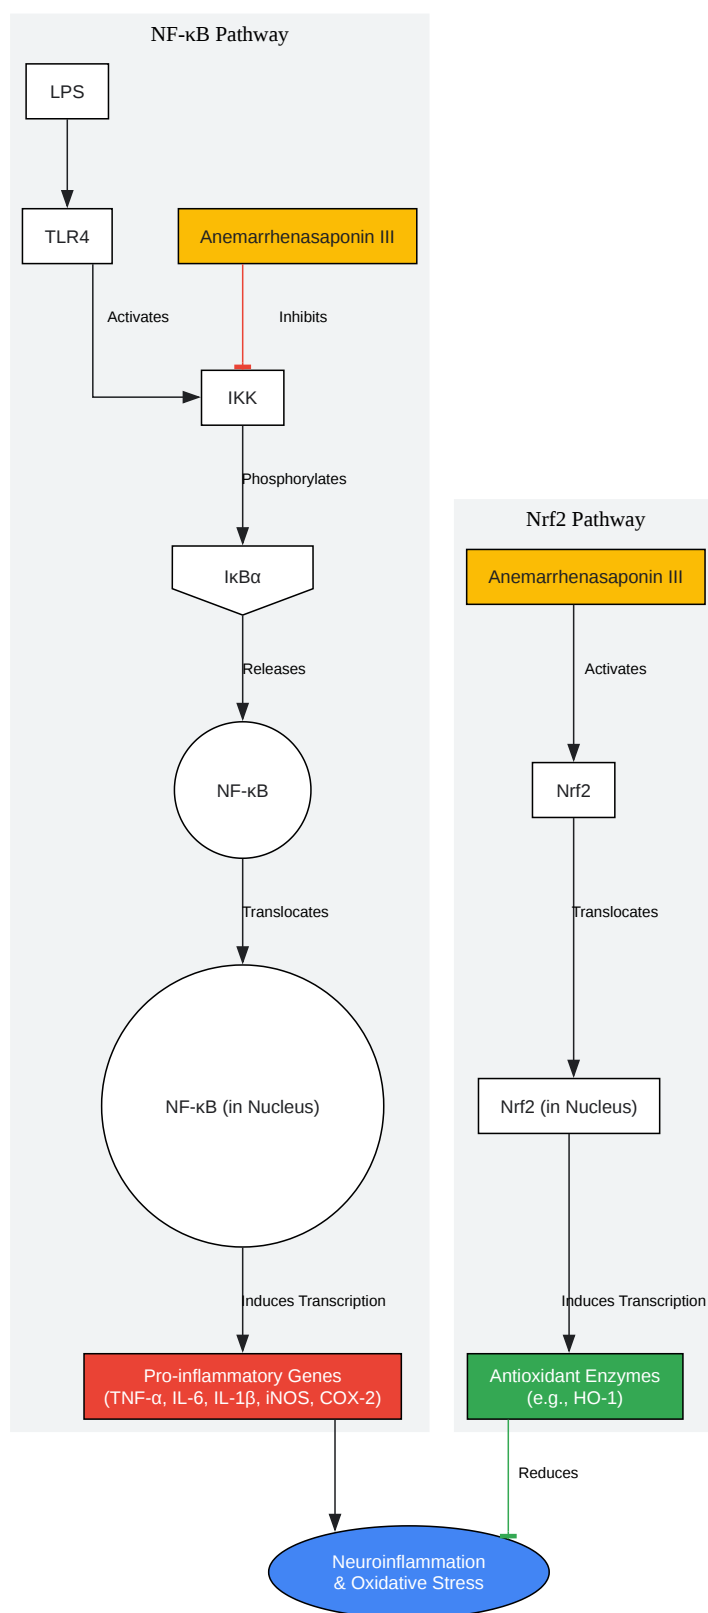 NF-κB Pathway
LPS
TLR4
Anemarrhenasaponin III
Activates
Inhibits
IKK
Phosphorylates
IκBα
Releases
NF-κB
Translocates
NF-κB (in Nucleus)
Induces Transcription
Pro-inflammatory Genes
(TNF-α, IL-6, IL-1β, iNOS, COX-2)
Nrf2 Pathway
Anemarrhenasaponin III
Activates
Nrf2
Translocates
Nrf2 (in Nucleus)
Induces Transcription
Antioxidant Enzymes
(e.g., HO-1)
Reduces
Neuroinflammation
& Oxidative Stress